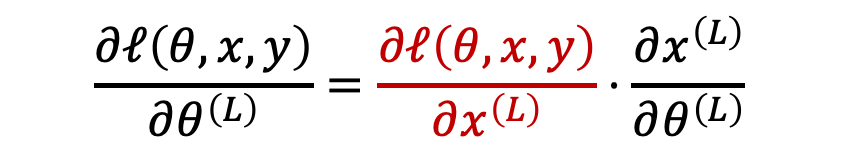 ∂ℓ(θ, x, y) / ∂θ^(L) = ∂ℓ(θ, x, y) / ∂x^(L) · ∂x^(L) / ∂θ^(L)